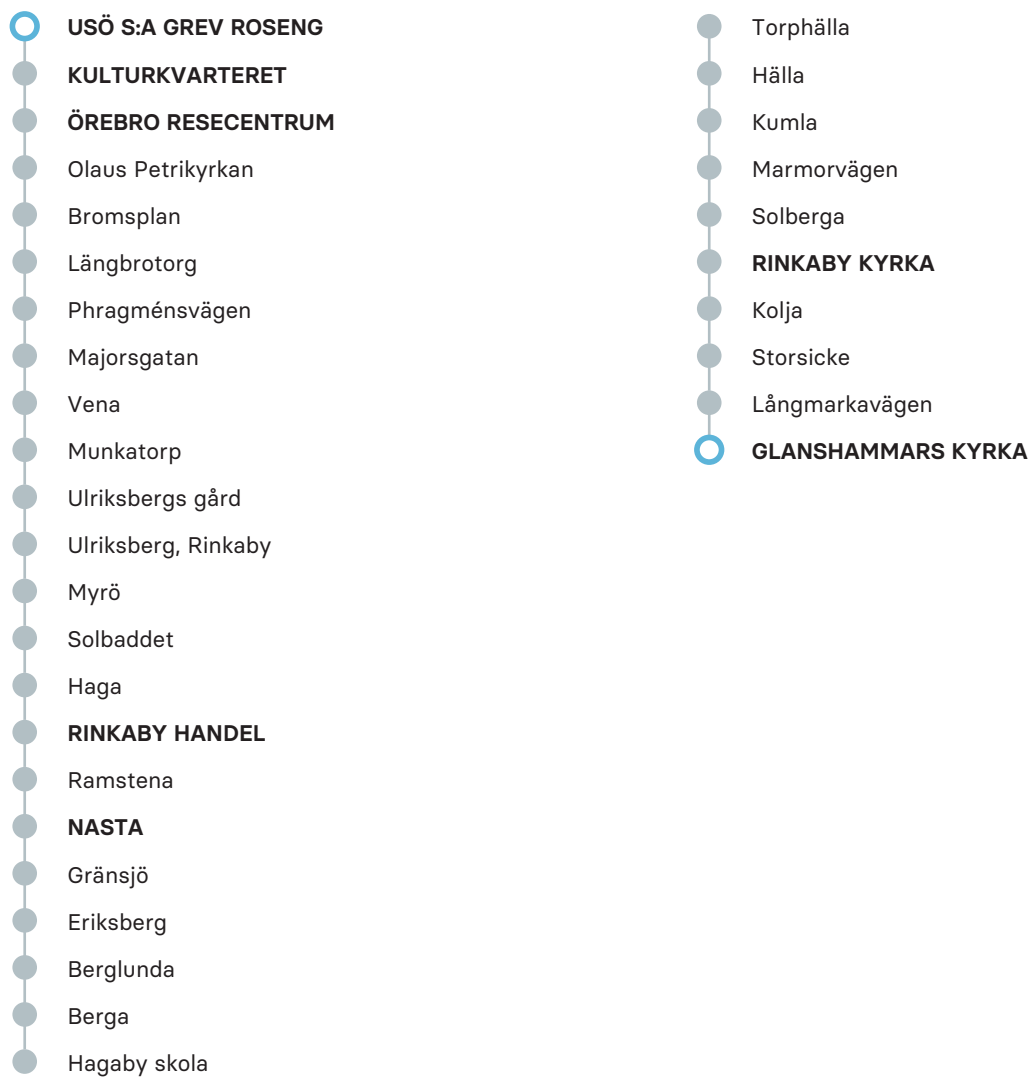 USÖ S:A GREV ROSENG
KULTURKVARTERET
ÖREBRO RESECENTRUM
Olaus Petrikyrkan
Bromsplan
Längbrotorg
Phragménsvägen
Majorsgatan
Vena
Munkatorp
Ulriksbergs gård
Ulriksberg, Rinkaby
Myrö
Solbaddet
Haga
RINKABY HANDEL
Ramstena
NASTA
Gränsjö
Eriksberg
Berglunda
Berga
Hagaby skola
Torphälla
Hälla
Kumla
Marmorvägen
Solberga
RINKABY KYRKA
Kolja
Storsicke
Långmarkavägen
GLANSHAMMARS KYRKA